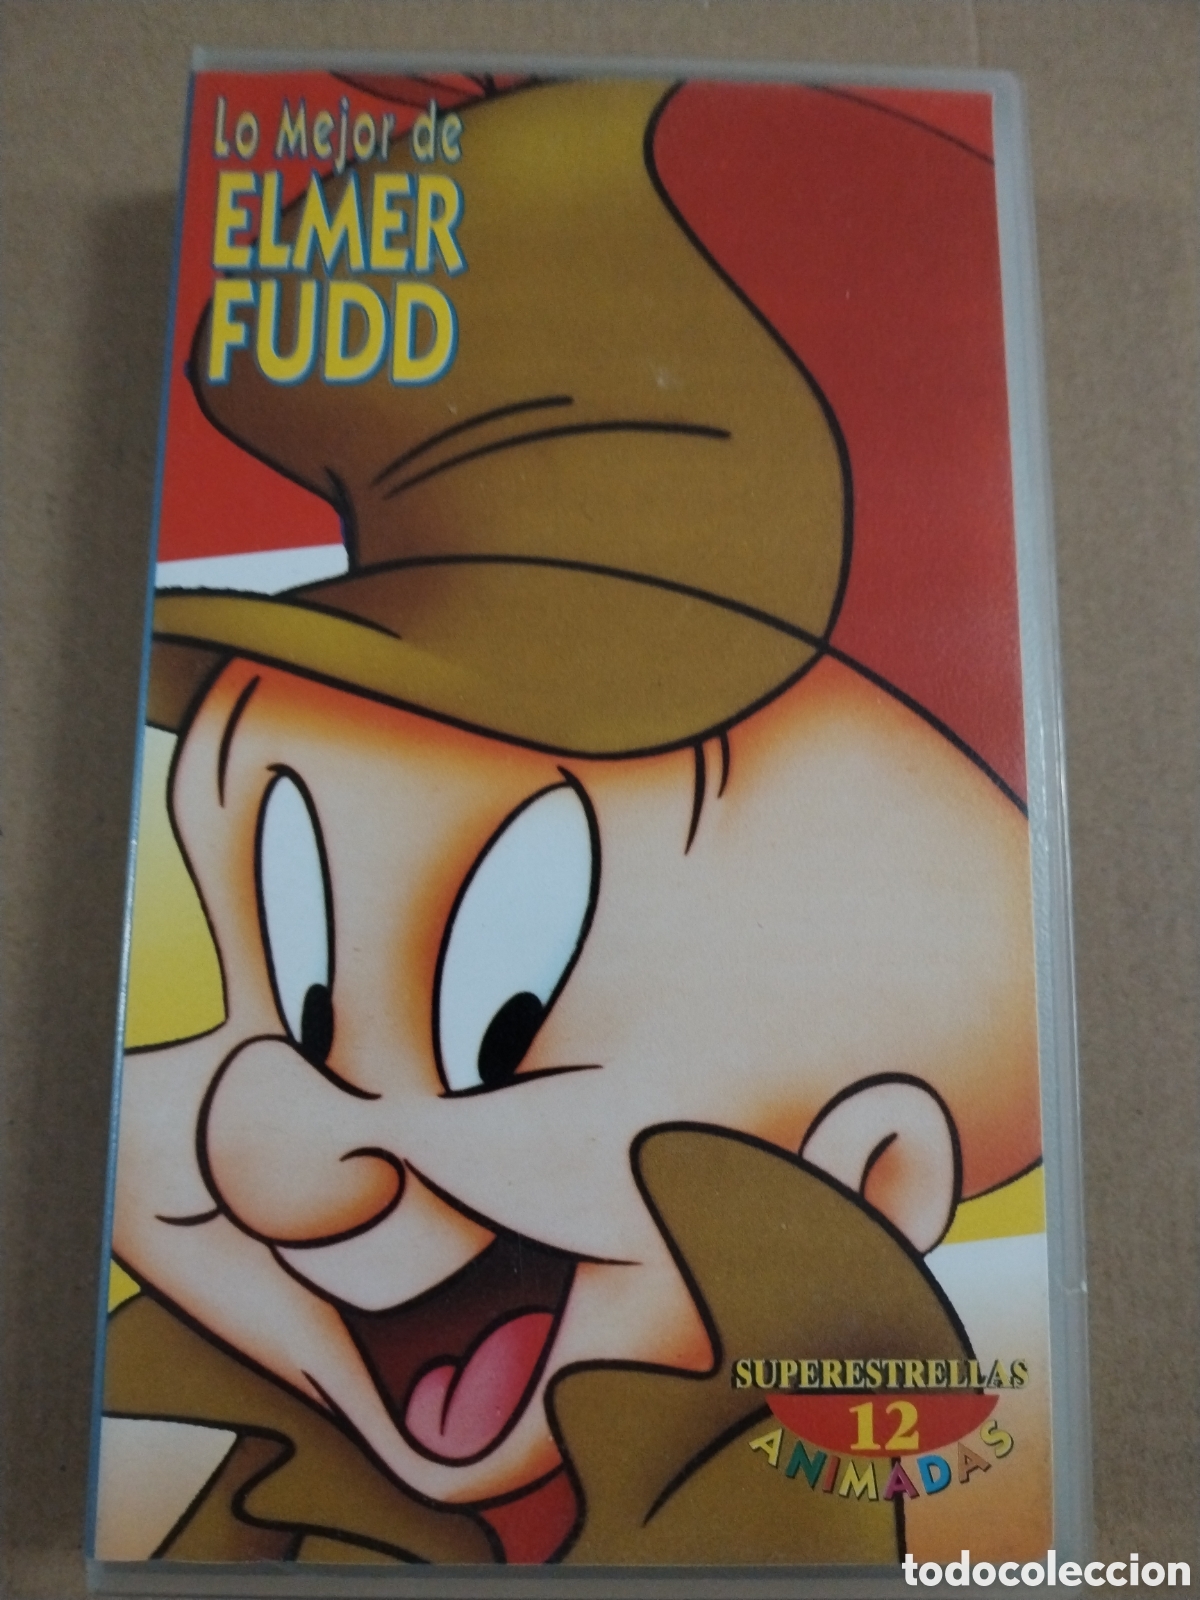 Lo Mejor de
ELMER
FUDD
SUPERESTRELLAS
12
ANIMADAS
todocoleccion